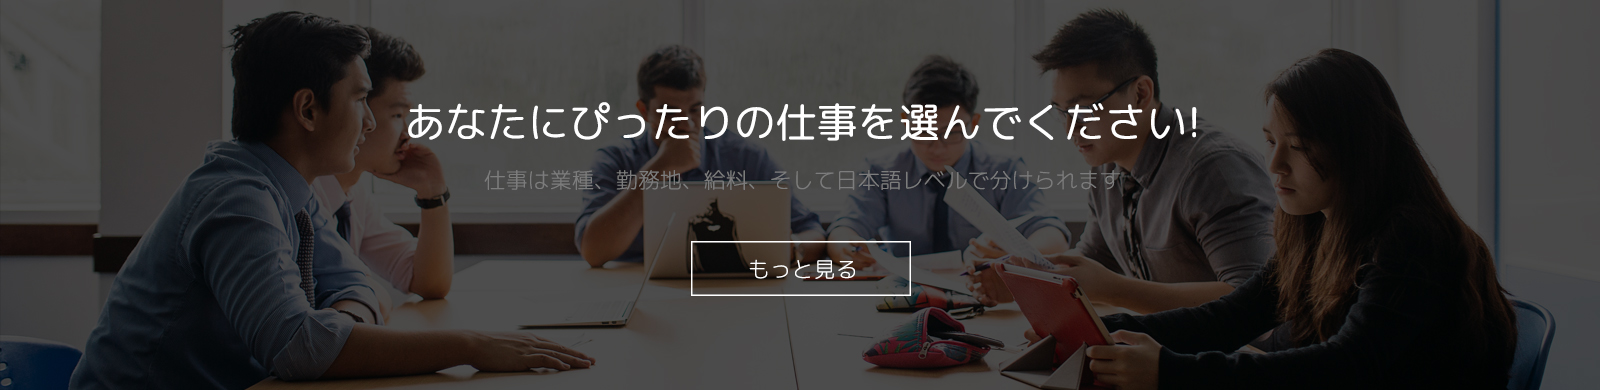 あなたにぴったりの仕事を選んでください!
仕事は業種、勤務地、給料、そして日本語レベルで分けられます
もっと見る